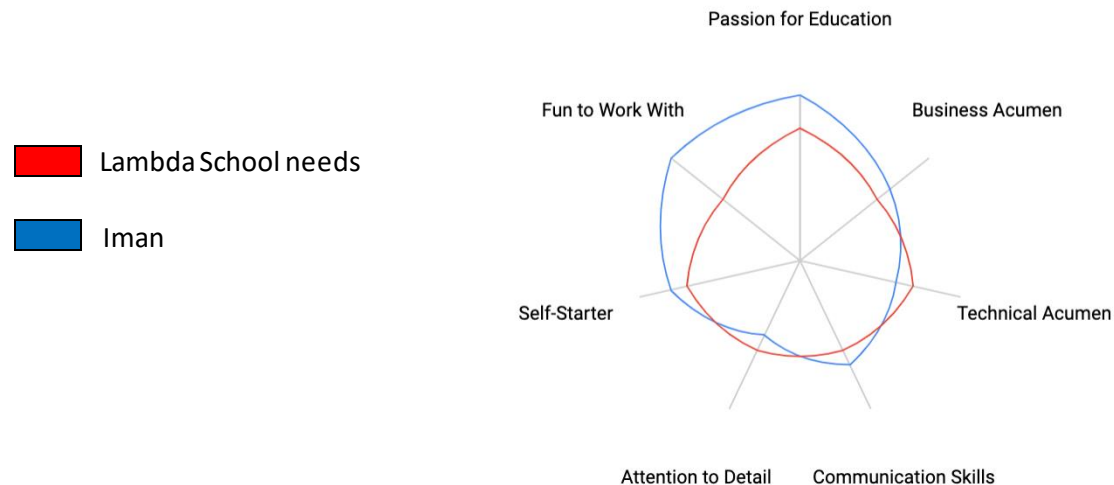 Passion for Education
Fun to Work With
Business Acumen
Lambda School needs
Iman
Self-Starter
Technical Acumen
Attention to Detail
Communication Skills